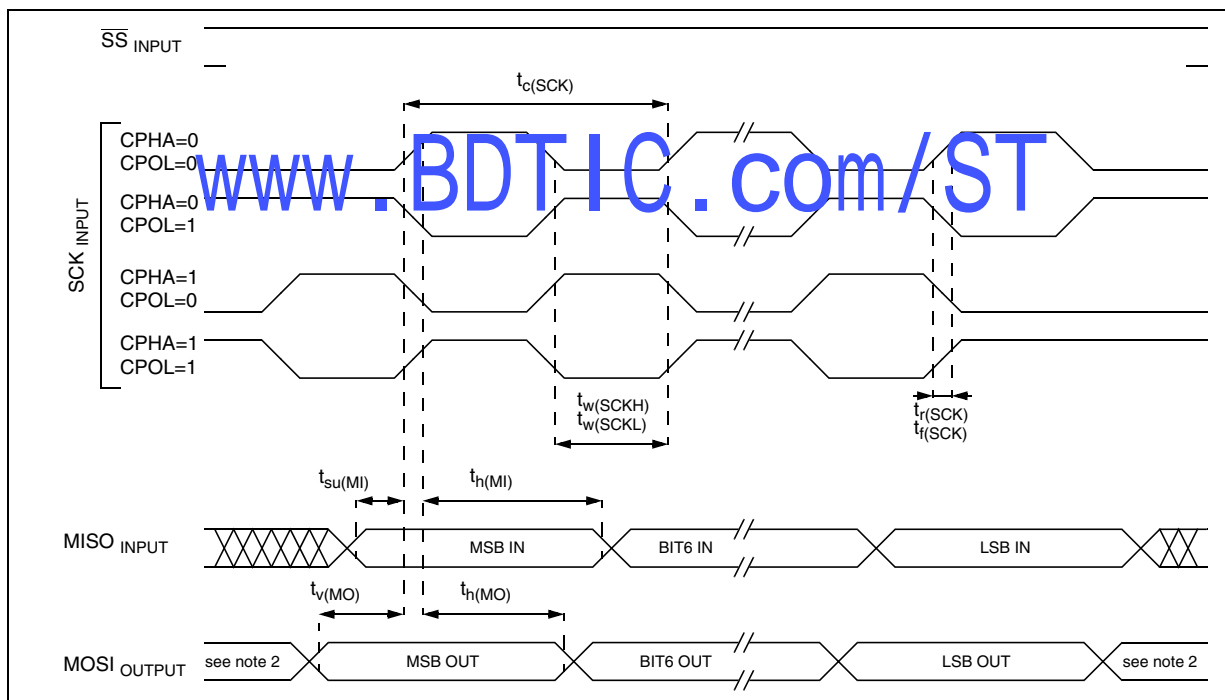 SS INPUT
tc(SCK)
SCK INPUT
CPHA=0
CPOL=0
www.BDTIC.com/ST
CPHA=0
CPOL=1
CPHA=1
CPOL=0
CPHA=1
CPOL=1
tw(SCKH)
tw(SCKL)
tr(SCK)
tf(SCK)
tsu(MI)
th(MI)
MISO INPUT
MSB IN
BIT6 IN
LSB IN
tv(MO)
th(MO)
MOSI OUTPUT
see note 2
MSB OUT
BIT6 OUT
LSB OUT
see note 2